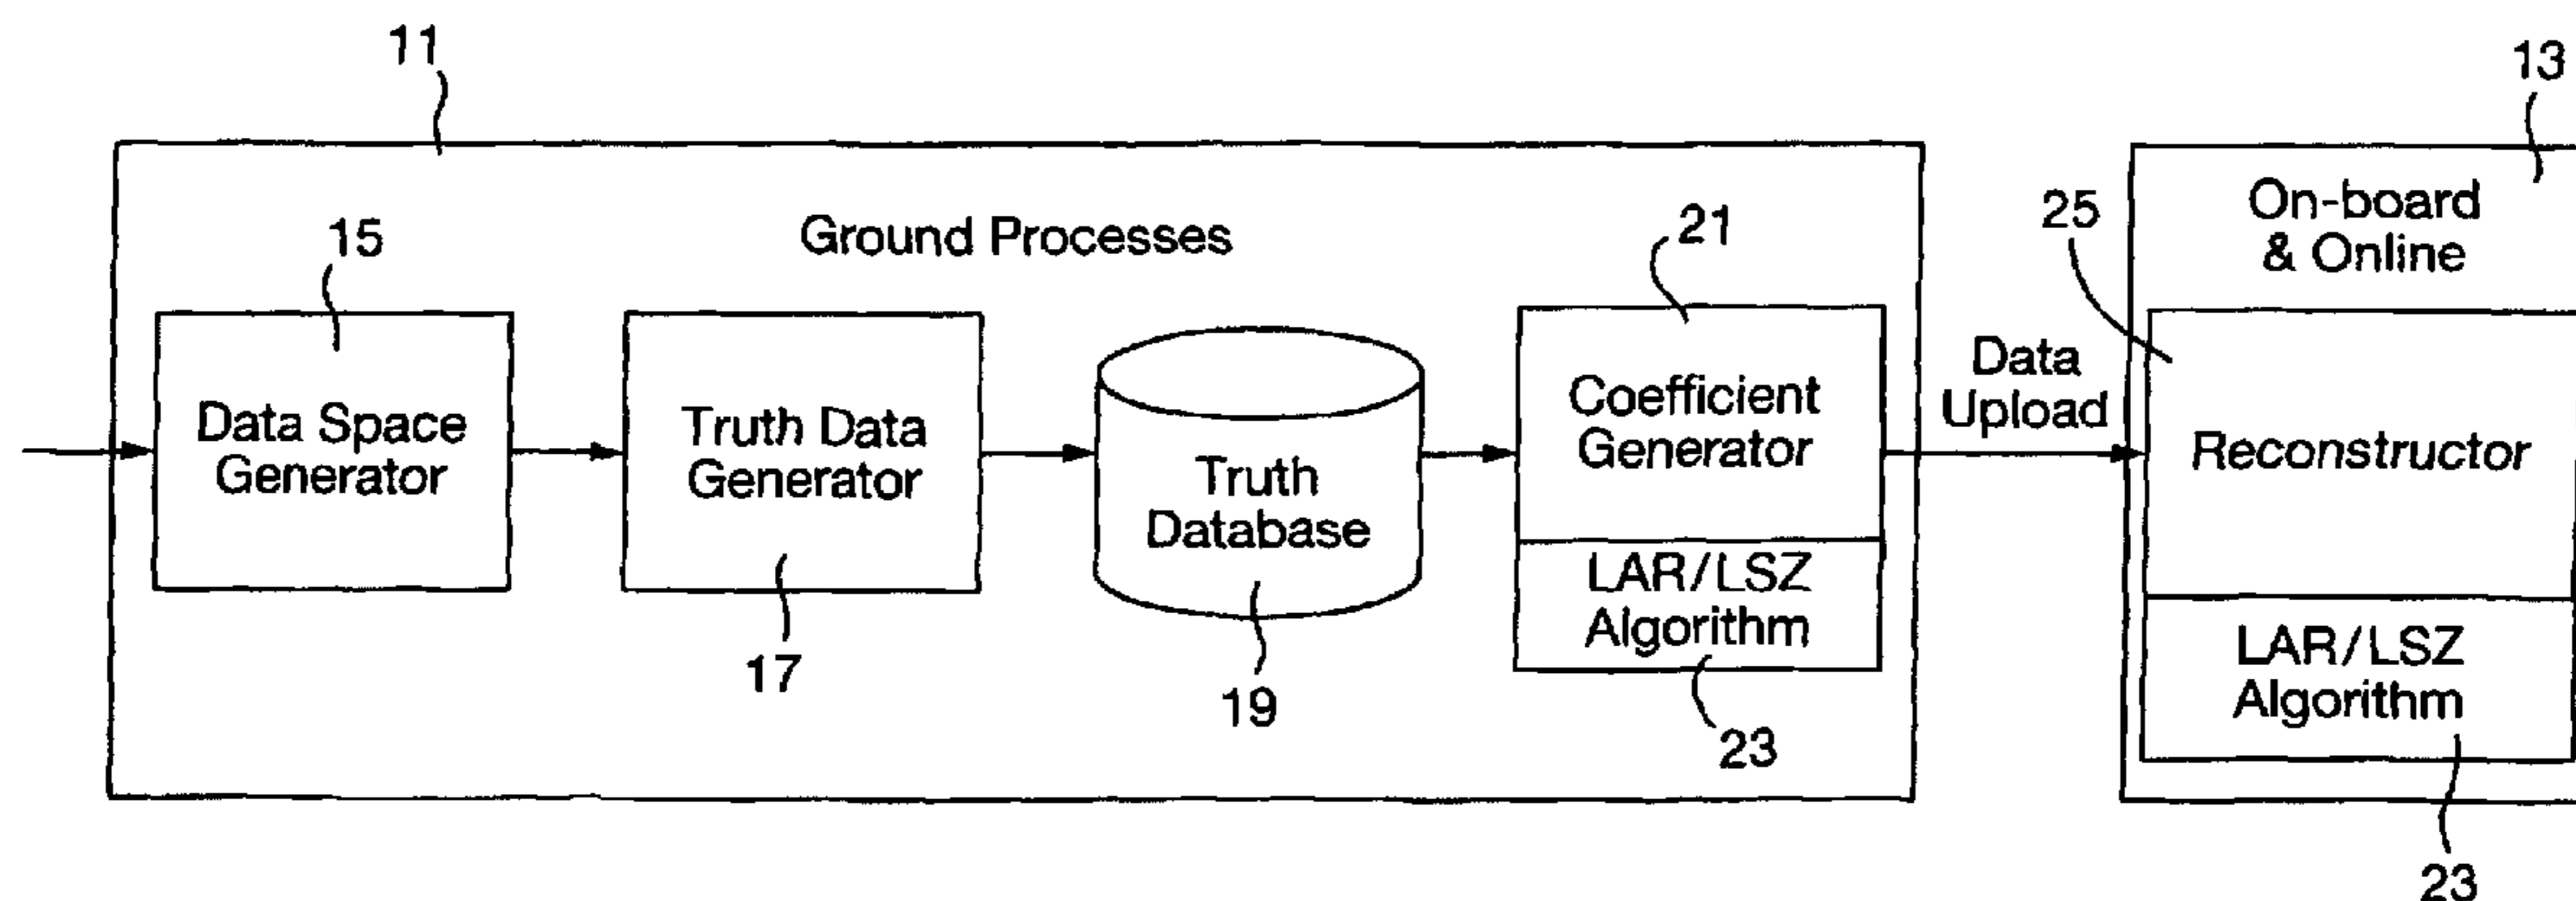 11
13
Ground Processes
15
21
25
On-board
& Online
Data Space
Generator
Truth Data
Generator
17
Truth
Database
19
Coefficient
Generator
LAR/LSZ
Algorithm
23
Data
Upload
Reconstructor
LAR/LSZ
Algorithm
23